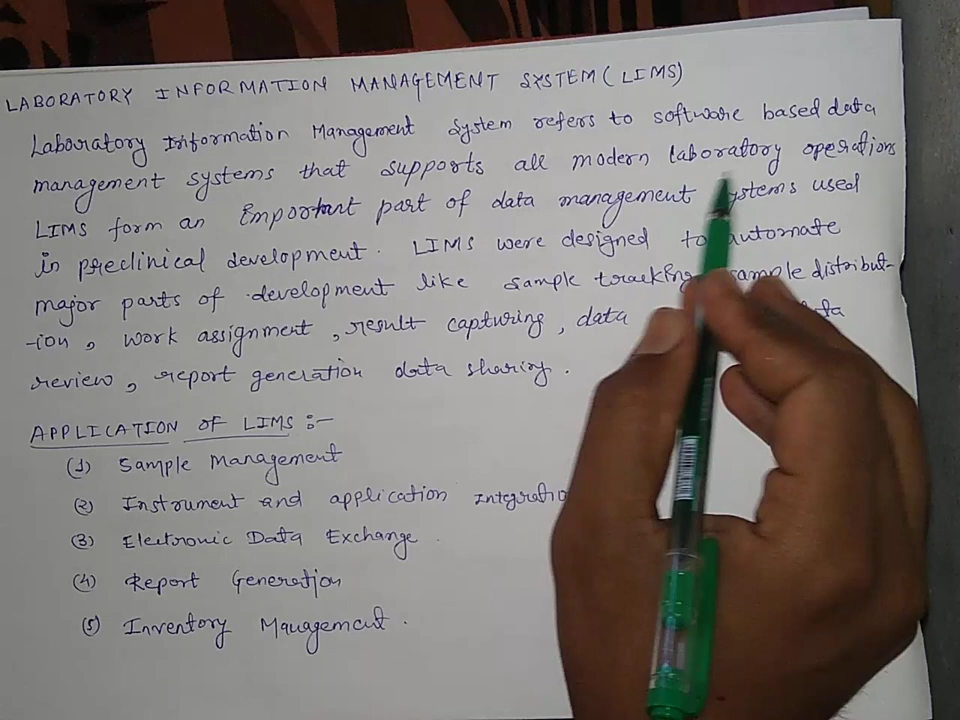 LABORATORY INFORMATION MANAGEMENT SYSTEM (LIMS)
Laboratory Information Management System refers to software based data
management systems that supports all modern laboratory operations
LIMS form an Important part of data management systems used
in preclinical development. LIMS were designed to automate
major parts of development like sample tracking, sample distribut-
-ion, work assignment, result capturing, data
review, report generation data sharing.
APPLICATION OF LIMS :-
(1) Sample Management
(2) Instrument and application
(3) Electronic Data Exchange
(4) Report Generation
(5) Inventory Management.